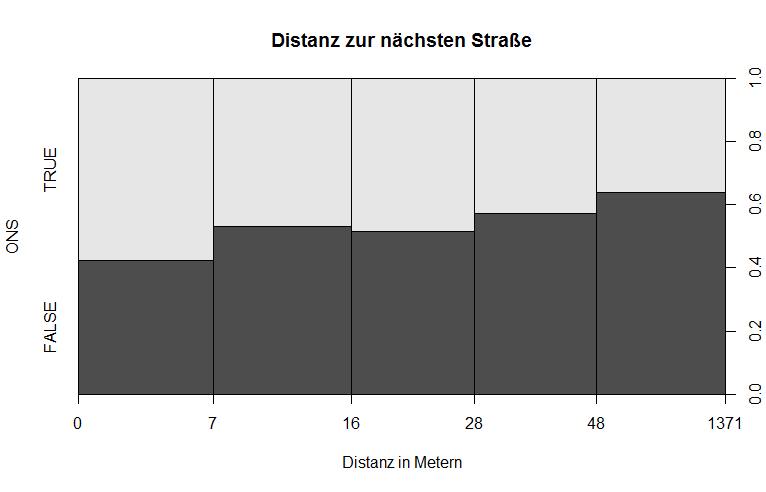 Distanz zur nächsten Straße
ONS
TRUE
FALSE
1.0
0.8
0.6
0.4
0.2
0.0
0 7 16 28 48 1371
Distanz in Metern